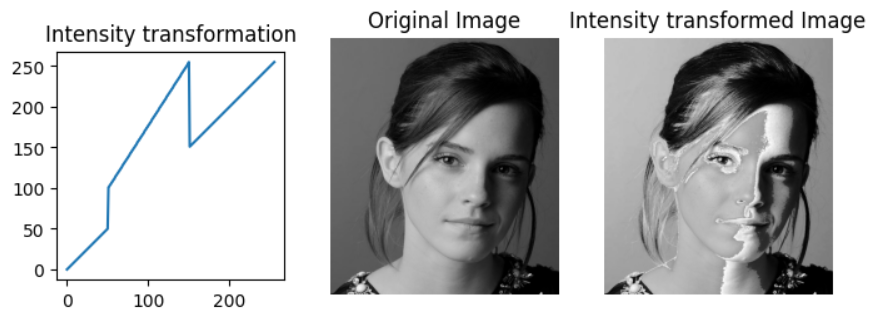 Intensity transformation
250
200
150
100
50
0
0 100 200
Original Image
Intensity transformed Image